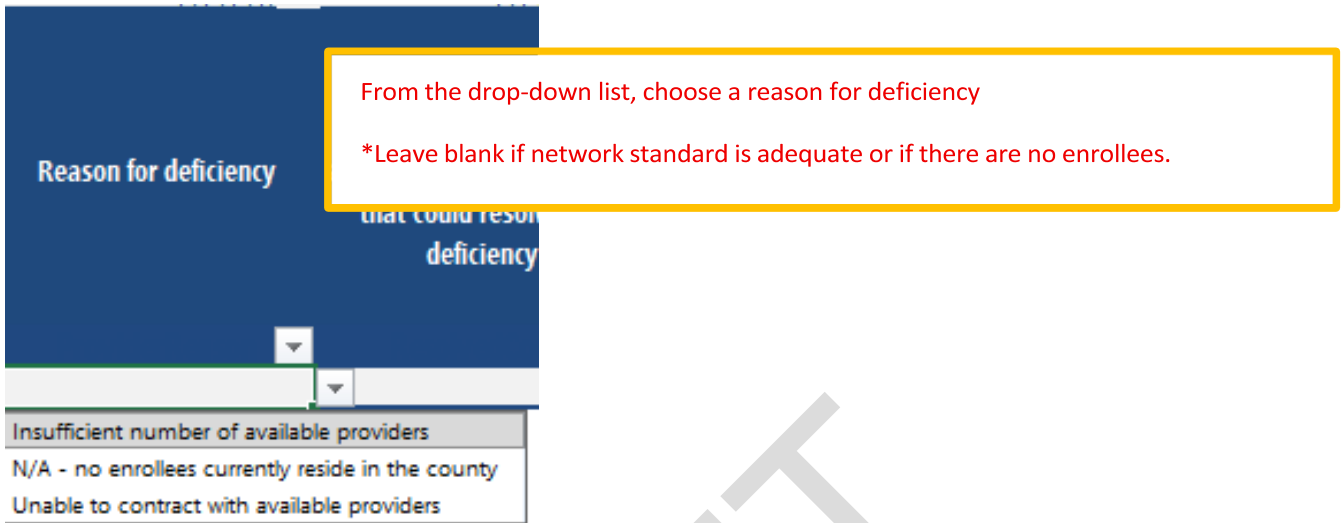 From the drop-down list, choose a reason for deficiency
*Leave blank if network standard is adequate or if there are no enrollees.
Reason for deficiency
that could
deficiency
Insufficient number of available providers
N/A - no enrollees currently reside in the county
Unable to contract with available providers